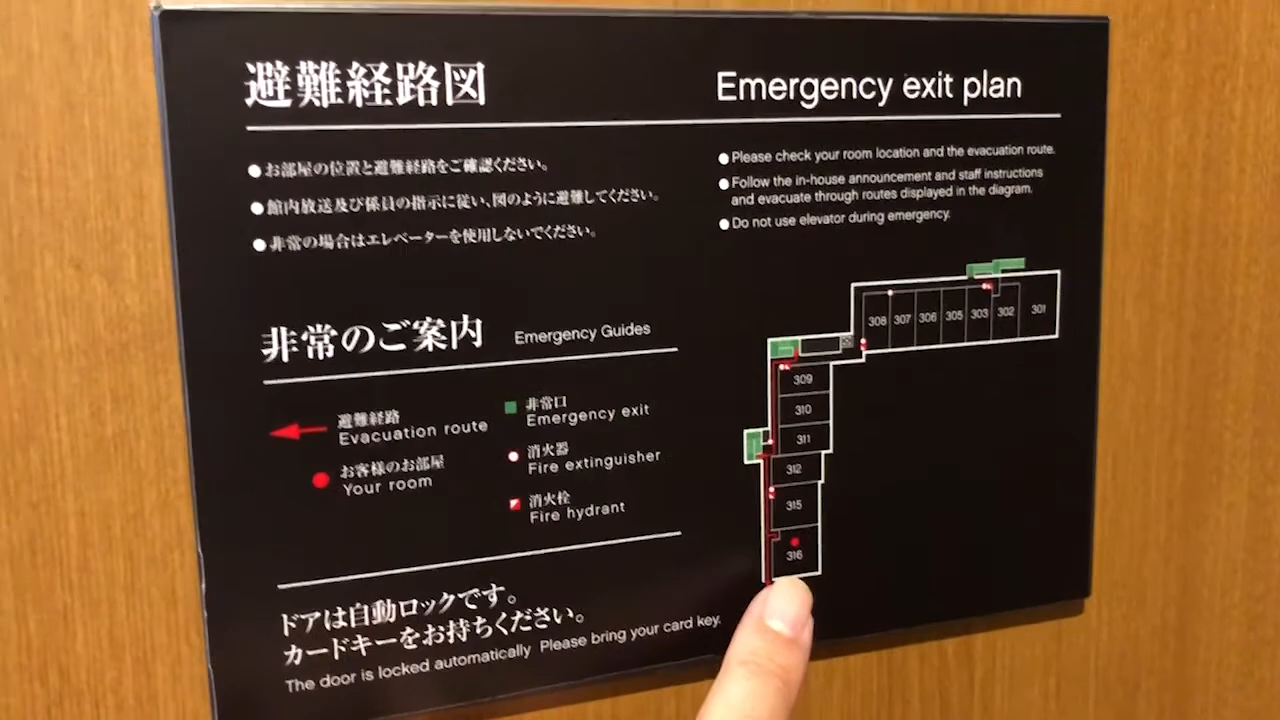 避難経路図
Emergency exit plan
●お部屋の位置と避難経路をご確認ください。
●館内放送及び係員の指示に従い、図のように避難してください。
●非常の場合はエレベーターを使用しないでください。
●Please check your room location and the evacuation route.
●Follow the in-house announcement and staff instructions
and evacuate through routes displayed in the diagram.
●Do not use elevator during emergency.
非常のご案内 Emergency Guides
避難経路
Evacuation route
お客様のお部屋
Your room
非常口
Emergency exit
消火器
Fire extinguisher
消火栓
Fire hydrant
308 307 306 305 303 302 301
309
310
311
312
315
316
ドアは自動ロックです。
カードキーをお持ちください。
The door is locked automatically Please bring your card key.